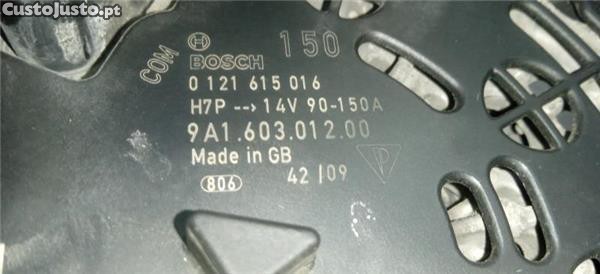 CustoJusto.pt
COM
BOSCH
150
0 121 615 016
H7P --> 14V 90-150A
9A1.603.012.00
Made in GB
806
42/09